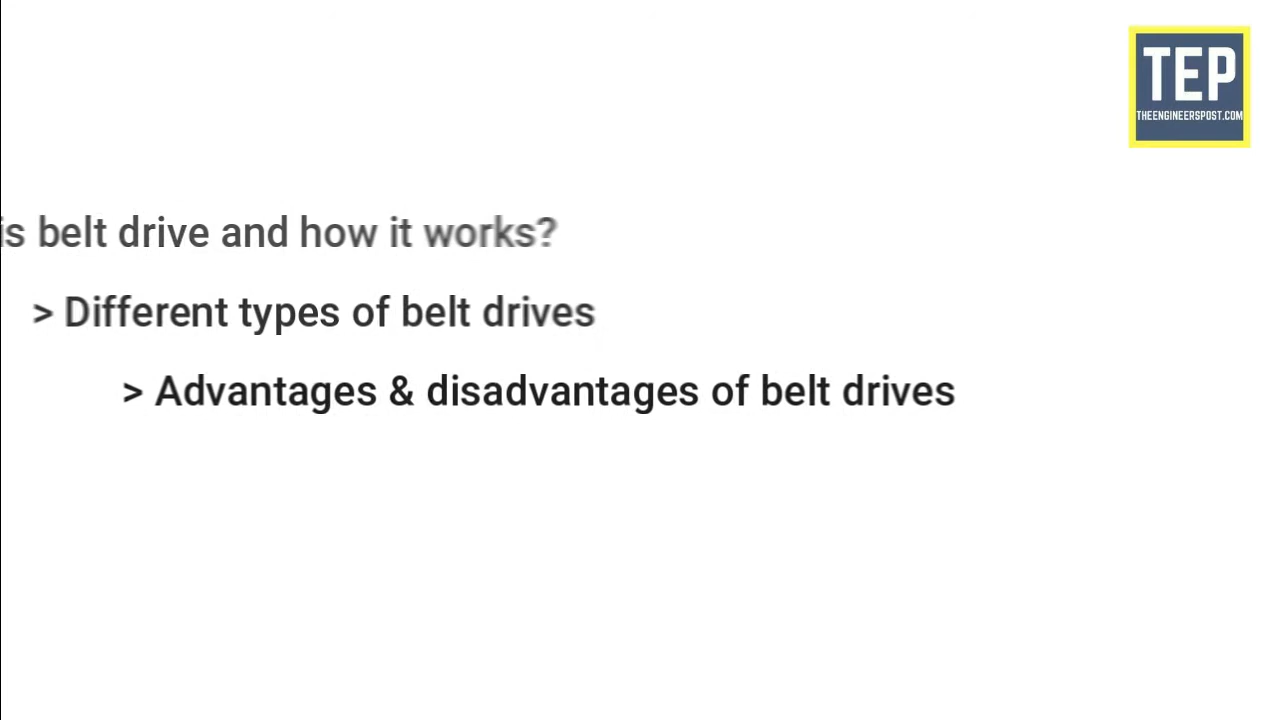 TEP
THEENGINEERSPOST.COM
is belt drive and how it works?
> Different types of belt drives
> Advantages & disadvantages of belt drives